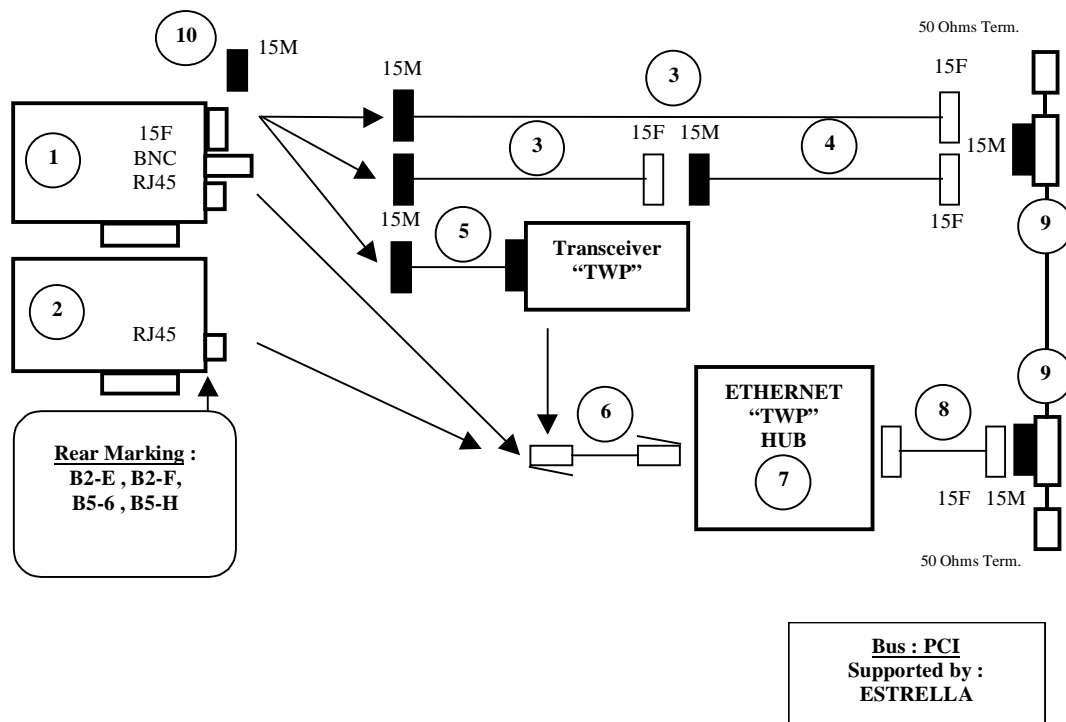 50 Ohms Term.
10
15M
15M
3
15F
15F
BNC
RJ45
1
3
15F
15M
4
15M
15F
15M
5
Transceiver
“TWP”
9
2
RJ45
6
ETHERNET
“TWP”
HUB
7
8
9
15F
15M
Rear Marking :
B2-E , B2-F,
B5-6 , B5-H
50 Ohms Term.
Bus : PCI
Supported by :
ESTRELLA